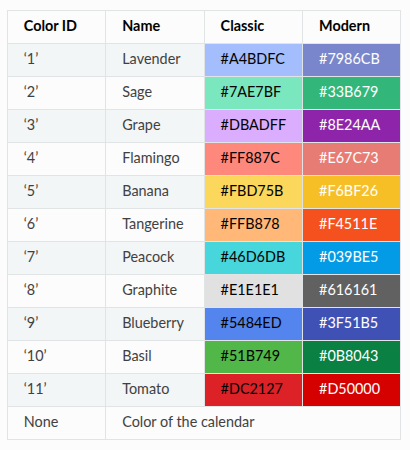 Color ID Name Classic Modern
‘1’ Lavender #A4BDFC #7986CB
‘2’ Sage #7AE7BF #33B679
‘3’ Grape #DBADFF #8E24AA
‘4’ Flamingo #FF887C #E67C73
‘5’ Banana #FBD75B #F6BF26
‘6’ Tangerine #FFB878 #F4511E
‘7’ Peacock #46D6DB #039BE5
‘8’ Graphite #E1E1E1 #616161
‘9’ Blueberry #5484ED #3F51B5
‘10’ Basil #51B749 #0B8043
‘11’ Tomato #DC2127 #D50000
None Color of the calendar